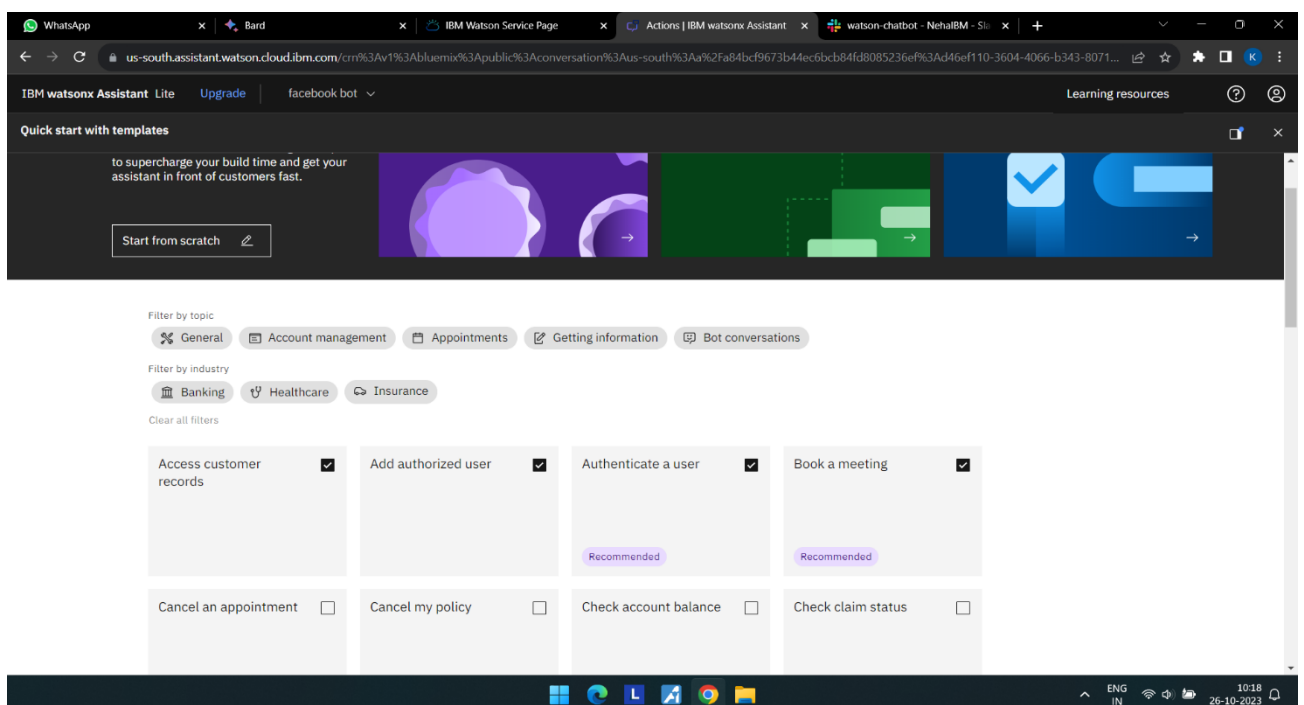 WhatsApp
Bard
IBM Watson Service Page
Actions | IBM watsonx Assistant
watson-chatbot - NehaIBM - Sla
us-south.assistant.watson.cloud.ibm.com/crn%3Av1%3Abluemix%3Apublic%3Aconversation%3Aus-south%3Aa%2Fa84bcf9673b44ec6bcb84fd8085236ef%3Ad46ef110-3604-4066-b343-8071...
K
IBM watsonx Assistant Lite Upgrade facebook bot Learning resources
Quick start with templates
to supercharge your build time and get your
assistant in front of customers fast.
Start from scratch
Filter by topic
General Account management Appointments Getting information Bot conversations
Filter by industry
Banking Healthcare Insurance
Clear all filters
Access customer
records
Add authorized user
Authenticate a user
Recommended
Book a meeting
Recommended
Cancel an appointment
Cancel my policy
Check account balance
Check claim status
L
ENG
IN
10:18
26-10-2023